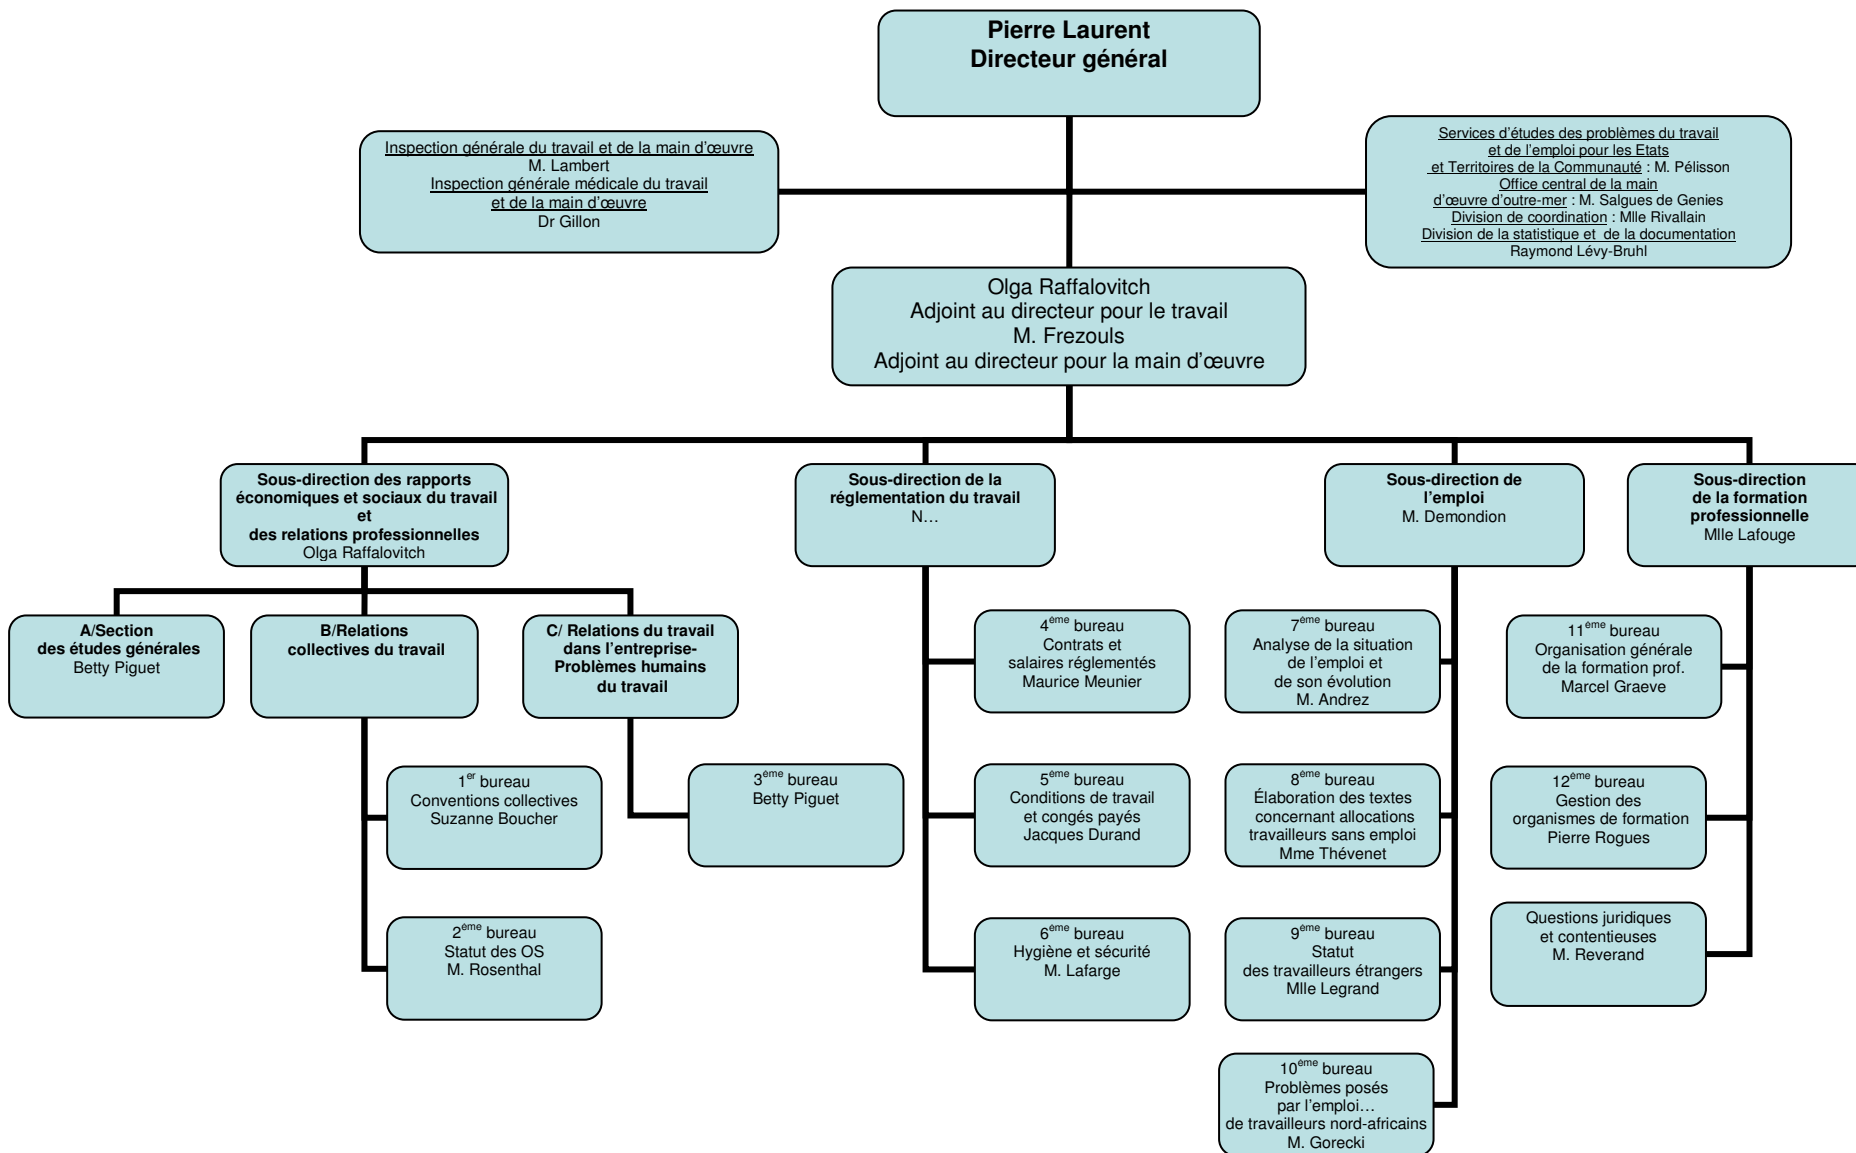 Pierre Laurent
Directeur général
Inspection générale du travail et de la main d'œuvre
M. Lambert
Inspection générale médicale du travail
et de la main d'œuvre
Dr Gillon
Services d'études des problèmes du travail
et de l'emploi pour les Etats
et Territoires de la Communauté : M. Pélisson
Office central de la main
d'œuvre d'outre-mer : M. Salgues de Genies
Division de coordination : Mlle Rivallain
Division de la statistique et de la documentation
Raymond Lévy-Bruhl
Olga Raffalovitch
Adjoint au directeur pour le travail
M. Frezouls
Adjoint au directeur pour la main d'œuvre
Sous-direction des rapports
économiques et sociaux du travail
et
des relations professionnelles
Olga Raffalovitch
Sous-direction de la
réglementation du travail
N…
Sous-direction de
l'emploi
M. Demondion
Sous-direction
de la formation
professionnelle
Mlle Lafouge
A/Section
des études générales
Betty Piguet
B/Relations
collectives du travail
C/ Relations du travail
dans l'entreprise-
Problèmes humains
du travail
4ème bureau
Contrats et
salaires réglementés
Maurice Meunier
7ème bureau
Analyse de la situation
de l'emploi et
de son évolution
M. Andrez
11ème bureau
Organisation générale
de la formation prof.
Marcel Graeve
1er bureau
Conventions collectives
Suzanne Boucher
3ème bureau
Betty Piguet
5ème bureau
Conditions de travail
et congés payés
Jacques Durand
8ème bureau
Élaboration des textes
concernant allocations
travailleurs sans emploi
Mme Thévenet
12ème bureau
Gestion des
organismes de formation
Pierre Rogues
2ème bureau
Statut des OS
M. Rosenthal
6ème bureau
Hygiène et sécurité
M. Lafarge
9ème bureau
Statut
des travailleurs étrangers
Mlle Legrand
Questions juridiques
et contentieuses
M. Reverand
10ème bureau
Problèmes posés
par l'emploi…
de travailleurs nord-africains
M. Gorecki